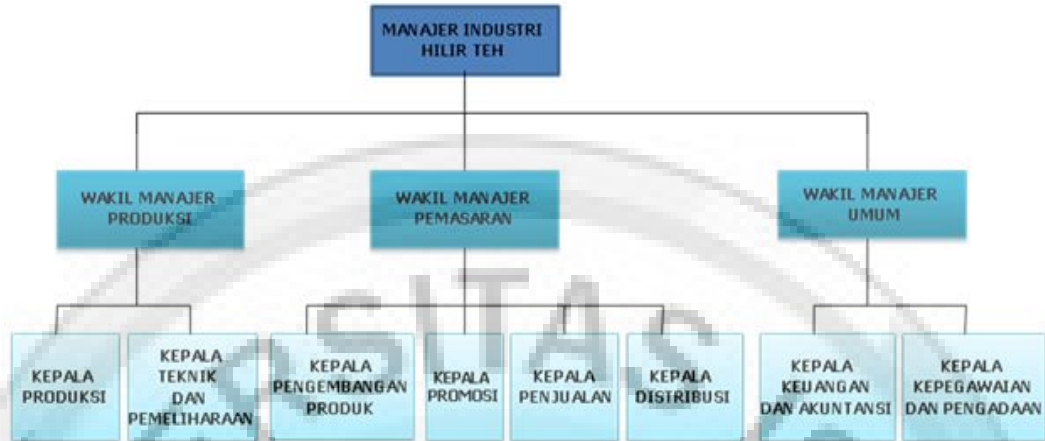 MANAJER INDUSTRI
HILIR TEH
WAKIL MANAJER
PRODUKSI
WAKIL MANAJER
PEMASARAN
WAKIL MANAJER
UMUM
KEPALA
PRODUKSI
KEPALA
TEKNIK
DAN
PEMELIHARAAN
KEPALA
PENGEMBANGAN
PRODUK
KEPALA
PROMOSI
KEPALA
PENJUALAN
KEPALA
DISTRIBUSI
KEPALA
KEUANGAN
DAN AKUNTANSI
KEPALA
KEPEGAWAIAN
DAN PENGADAAN
SITAS